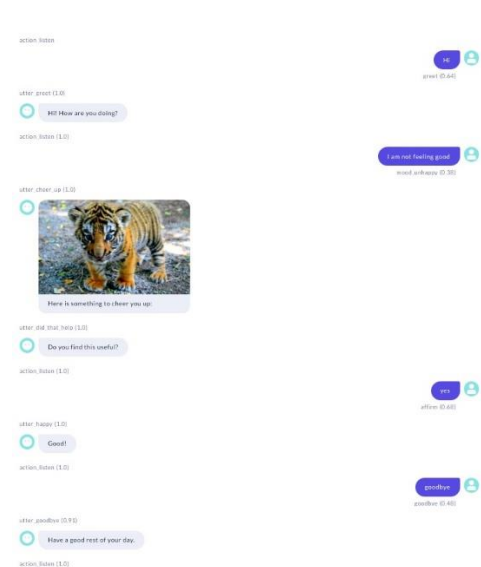 action_listen
Hi
greet (0.64)
utter_greet (1.0)
Hi! How are you doing?
action_listen (1.0)
I am not feeling good
mood_unhappy (0.38)
utter_cheer_up (1.0)
Here is something to cheer you up:
utter_did_that_help (1.0)
Do you find this useful?
action_listen (1.0)
yes
affirm (0.68)
utter_happy (1.0)
Good!
action_listen (1.0)
goodbye
goodbye (0.48)
utter_goodbye (0.91)
Have a good rest of your day.
action_listen (1.0)